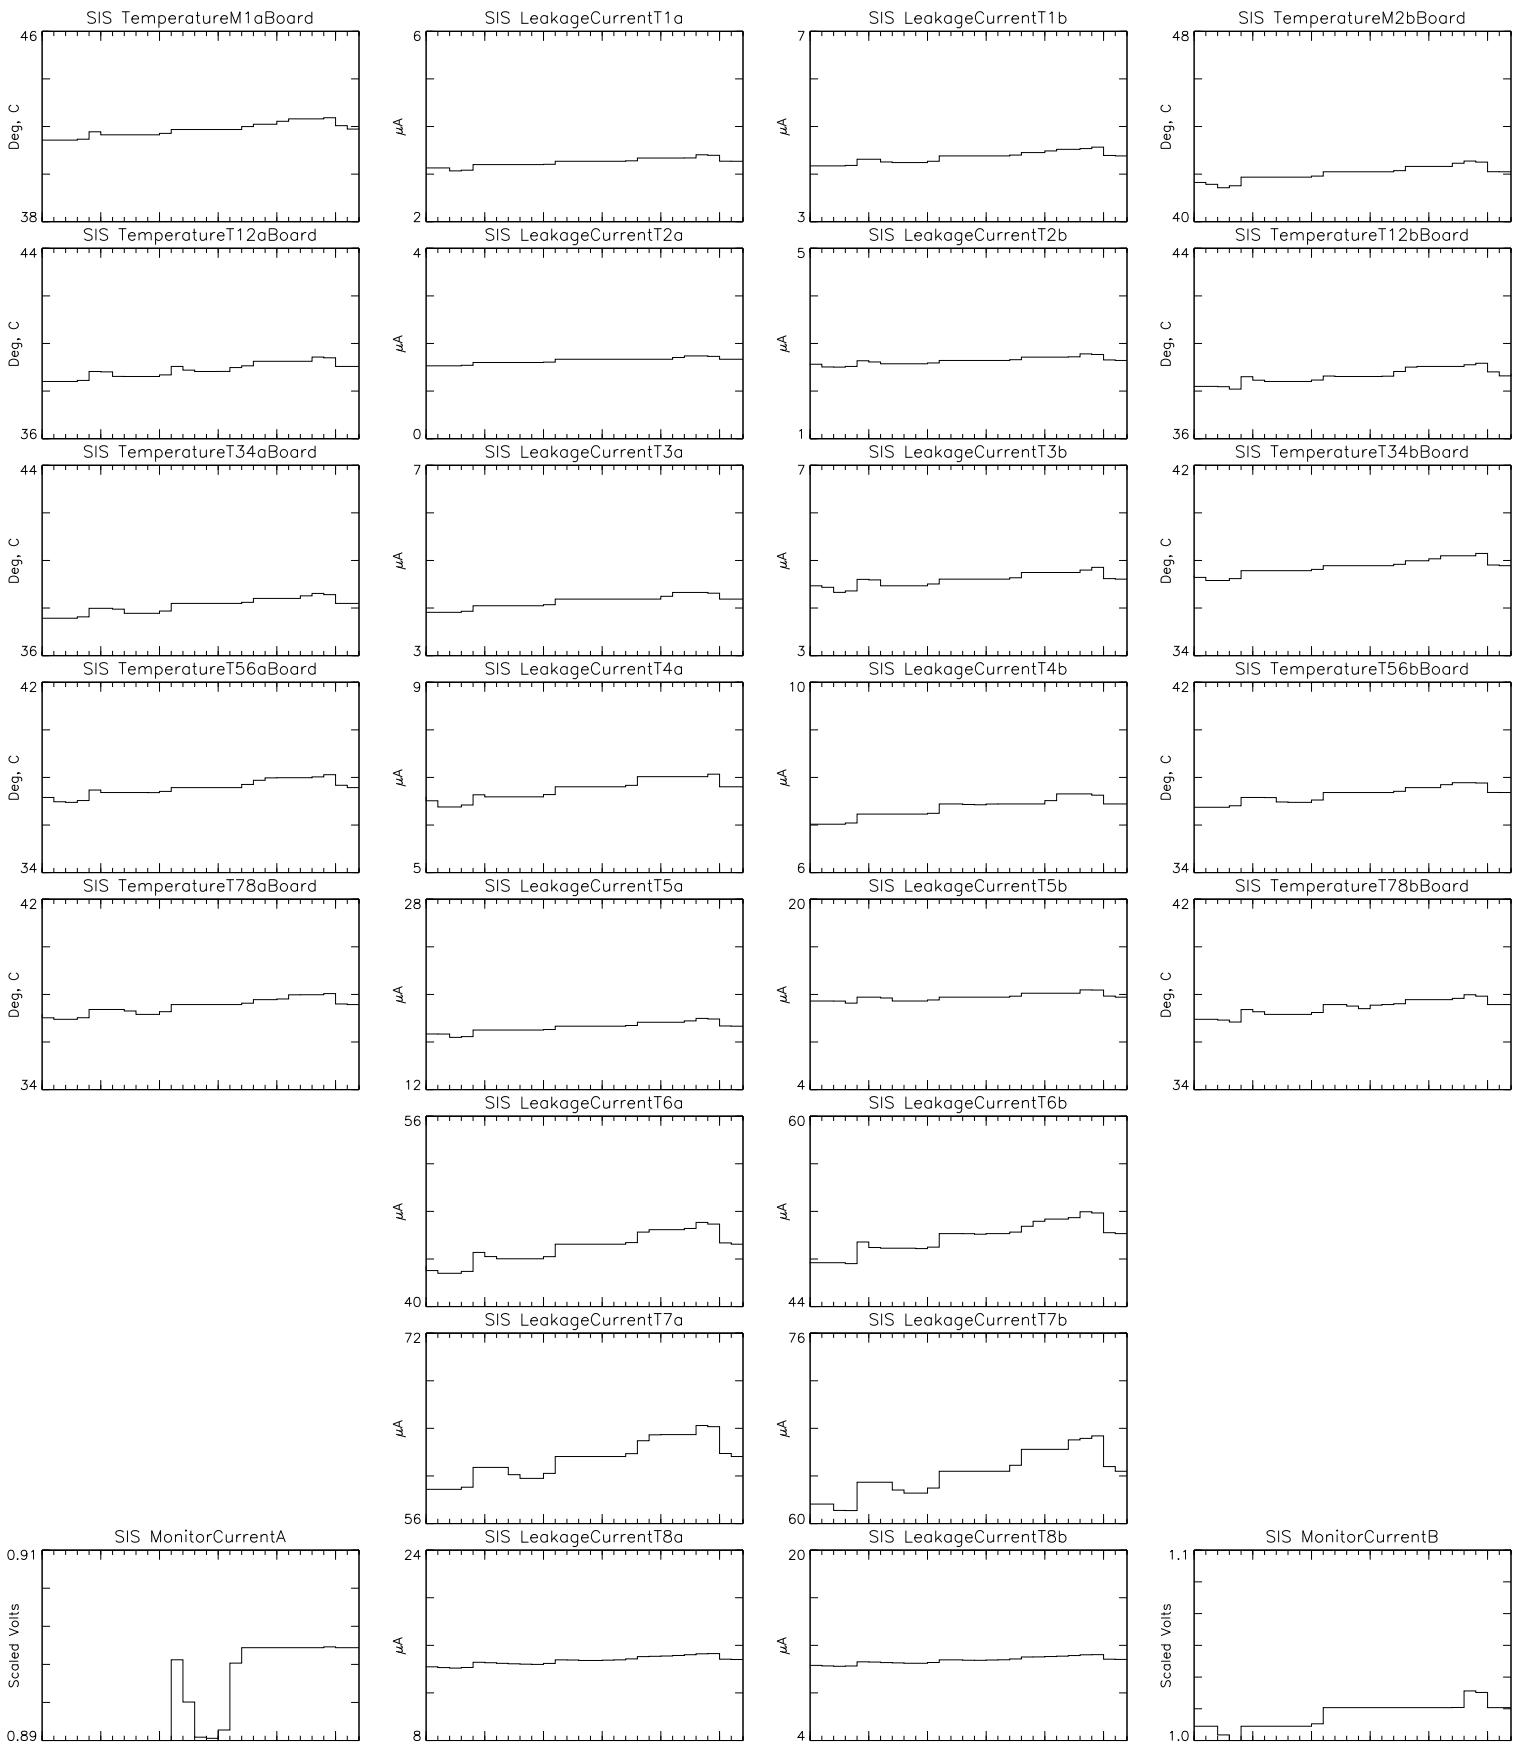 SIS TemperatureM1aBoard
46
Deg, C
38
SIS LeakageCurrentT1a
6
μA
2
SIS LeakageCurrentT1b
7
μA
3
SIS TemperatureM2bBoard
48
Deg, C
40
SIS TemperatureT12aBoard
44
Deg, C
36
SIS LeakageCurrentT2a
4
μA
0
SIS LeakageCurrentT2b
5
μA
1
SIS TemperatureT12bBoard
44
Deg, C
36
SIS TemperatureT34aBoard
44
Deg, C
36
SIS LeakageCurrentT3a
7
μA
3
SIS LeakageCurrentT3b
7
μA
3
SIS TemperatureT34bBoard
42
Deg, C
34
SIS TemperatureT56aBoard
42
Deg, C
34
SIS LeakageCurrentT4a
9
μA
5
SIS LeakageCurrentT4b
10
μA
6
SIS TemperatureT56bBoard
42
Deg, C
34
SIS TemperatureT78aBoard
42
Deg, C
34
SIS LeakageCurrentT5a
28
μA
12
SIS LeakageCurrentT5b
20
μA
4
SIS TemperatureT78bBoard
42
Deg, C
34
SIS LeakageCurrentT6a
56
μA
40
SIS LeakageCurrentT6b
60
μA
44
SIS LeakageCurrentT7a
72
μA
56
SIS LeakageCurrentT7b
76
μA
60
SIS MonitorCurrentA
0.91
Scaled Volts
0.89
SIS LeakageCurrentT8a
24
μA
8
SIS LeakageCurrentT8b
20
μA
4
SIS MonitorCurrentB
1.1
Scaled Volts
1.0